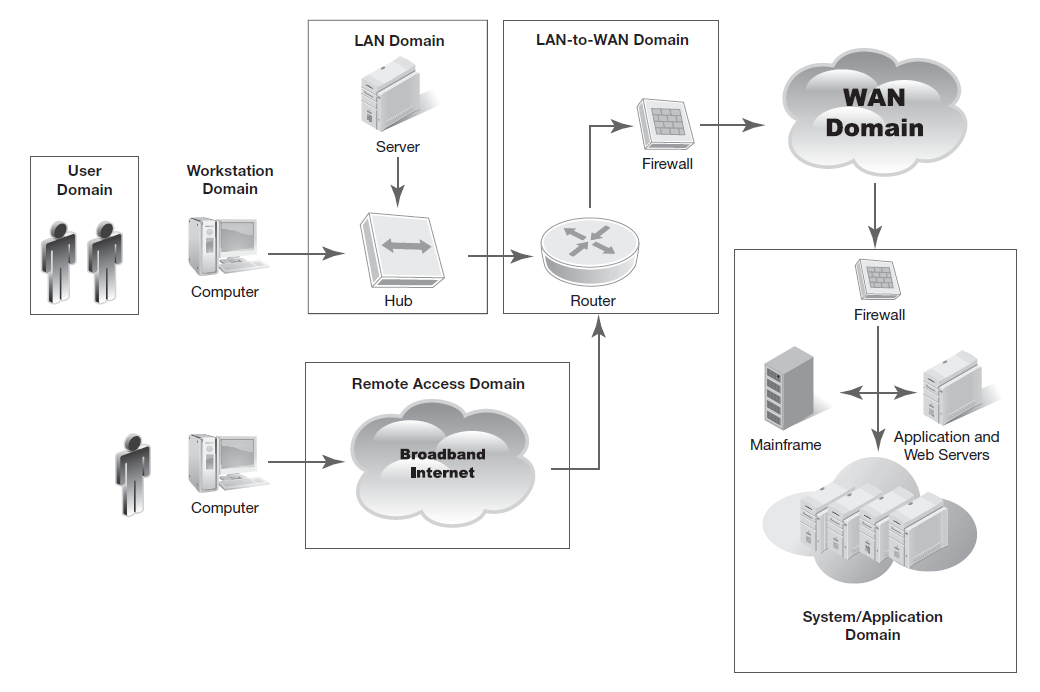 LAN Domain
Server
Hub
LAN-to-WAN Domain
Firewall
Router
WAN
Domain
User
Domain
Workstation
Domain
Computer
Remote Access Domain
Broadband
Internet
Computer
Firewall
Mainframe
Application and
Web Servers
System/Application
Domain